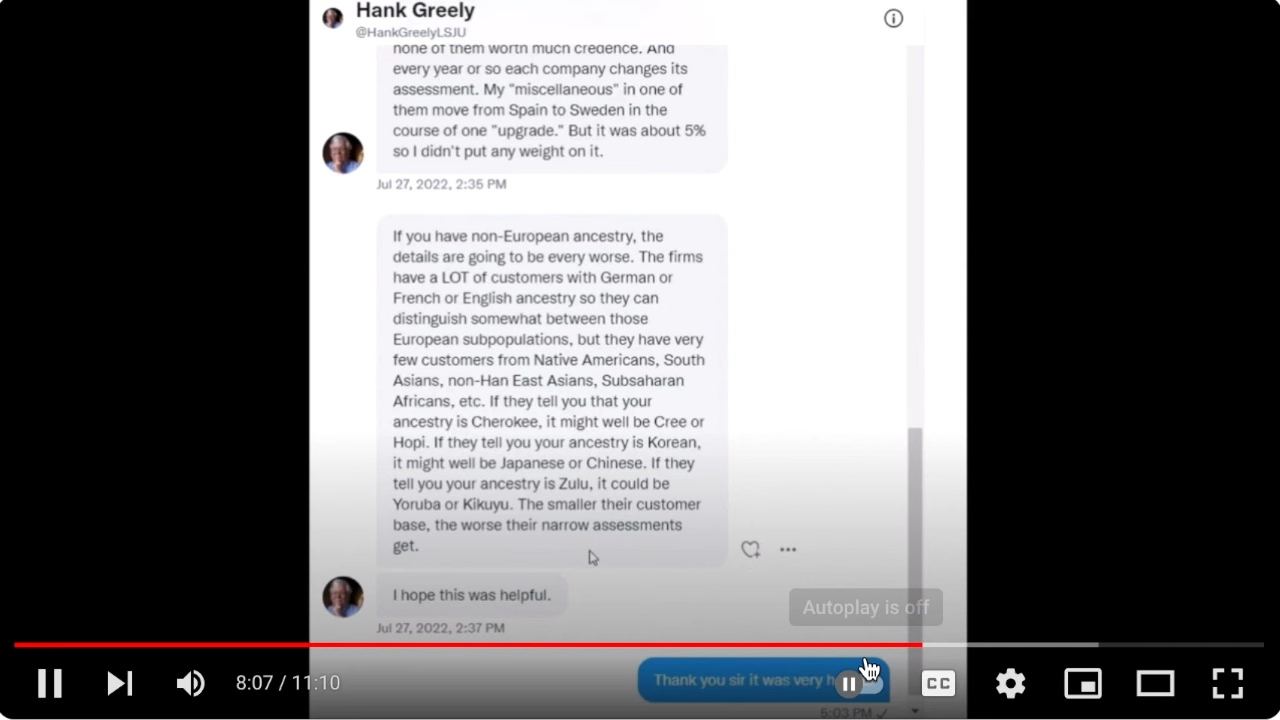 Hank Greely
@HankGreelyLSJU
none of them worth much credence. And
every year or so each company changes its
assessment. My "miscellaneous" in one of
them move from Spain to Sweden in the
course of one "upgrade." But it was about 5%
so I didn't put any weight on it.
Jul 27, 2022, 2:35 PM
If you have non-European ancestry, the
details are going to be every worse. The firms
have a LOT of customers with German or
French or English ancestry so they can
distinguish somewhat between those
European subpopulations, but they have very
few customers from Native Americans, South
Asians, non-Han East Asians, Subsaharan
Africans, etc. If they tell you that your
ancestry is Cherokee, it might well be Cree or
Hopi. If they tell you your ancestry is Korean,
it might well be Japanese or Chinese. If they
tell you your ancestry is Zulu, it could be
Yoruba or Kikuyu. The smaller their customer
base, the worse their narrow assessments
get.
I hope this was helpful.
Autoplay is off
Jul 27, 2022, 2:37 PM
Thank you sir it was very
8:07 / 11:10
CC
6:03 PM